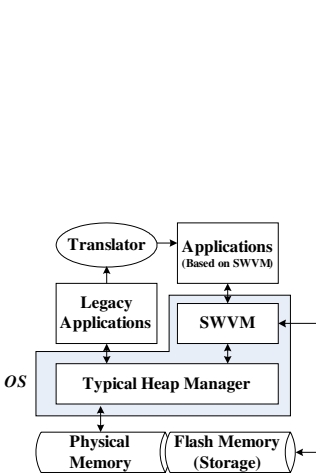 Translator
Applications
(Based on SWVM)
Legacy
Applications
SWVM
OS
Typical Heap Manager
Physical
Memory
Flash Memory
(Storage)